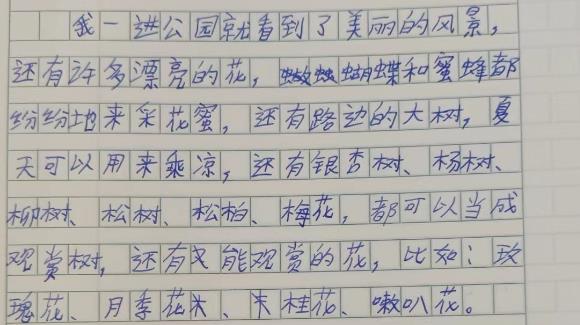 我一进公园就看到了美丽的风景，
还有许多漂亮的花，蝴蝶和蜜蜂都
纷纷地来采花蜜，还有路边的大树，夏
天可以用来乘凉，还有银杏树、杨树、
柳树、松树、松柏、梅花，都可以当成
观赏树，还有又能观赏的花，比如：玫
瑰花、月季花、桂花、喇叭花。